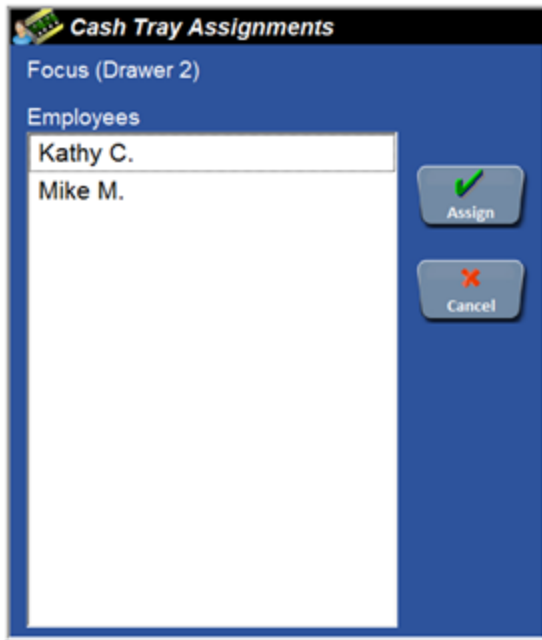 Cash Tray Assignments
Focus (Drawer 2)
Employees
Kathy C.
Mike M.
Assign
Cancel